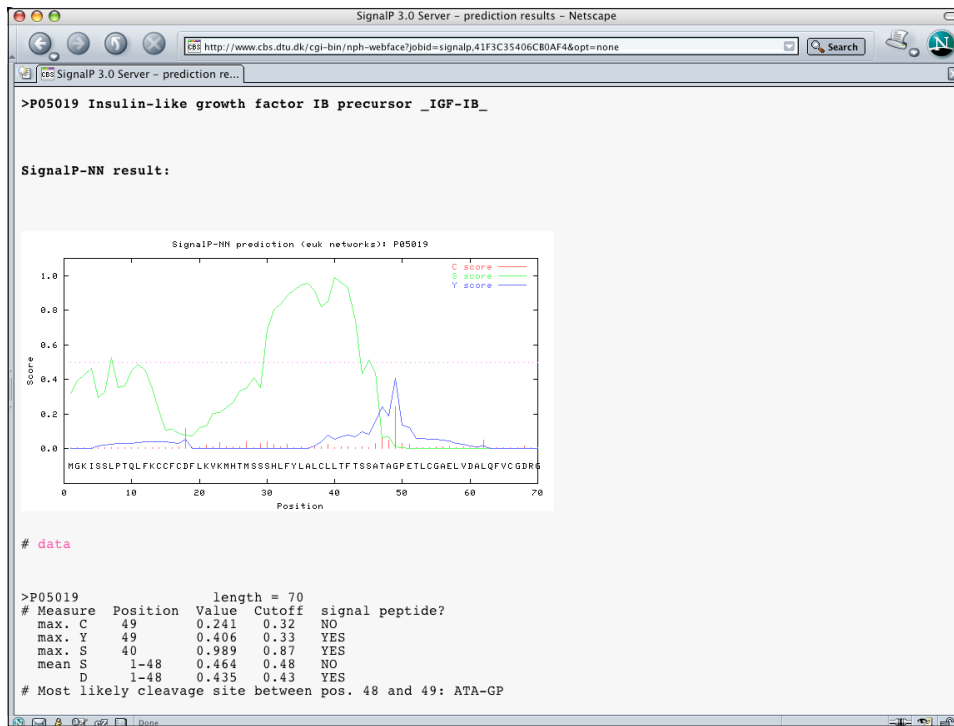 SignalP 3.0 Server – prediction results – Netscape
CBS http://www.cbs.dtu.dk/cgi-bin/nph-webface?jobid=signalp,41F3C35406CB0AF4&opt=none Search N
CBS SignalP 3.0 Server – prediction re...
>P05019 Insulin-like growth factor IB precursor _IGF-IB_
SignalP-NN result:
SignalP-NN prediction (euk networks): P05019
C score
S score
Y score
1.0
0.8
0.6
0.4
0.2
0.0
Score
MGKISSLPTQLFKCCFCDFLKVKMHTMSSSHLFYLALCLLTFTSSATAGPETLCGAELVDALQFVCGDRG
0 10 20 30 40 50 60 70
Position
# data
>P05019 length = 70
# Measure Position Value Cutoff signal peptide?
max. C 49 0.241 0.32 NO
max. Y 49 0.406 0.33 YES
max. S 40 0.989 0.87 YES
mean S 1-48 0.464 0.48 NO
D 1-48 0.435 0.43 YES
# Most likely cleavage site between pos. 48 and 49: ATA-GP
Done